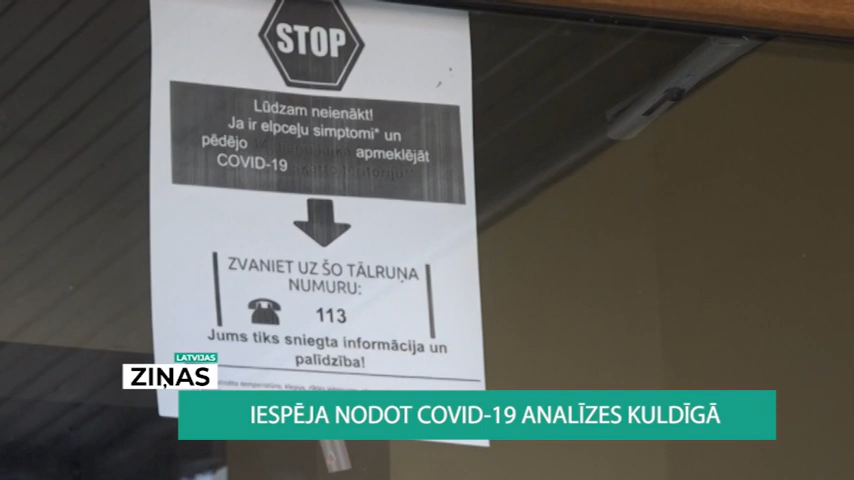 STOP
Lūdzam neienākt!
Ja ir elpceļu simptomi* un
pēdējo apmeklējāt
COVID-19
ZVANIET UZ ŠO TĀLRUŅA
NUMURU:
113
Jums tiks sniegta informācija un
palīdzība!
LATVIJAS
ZIŅAS
IESPĒJA NODOT COVID-19 ANALĪZES KULDĪGĀ